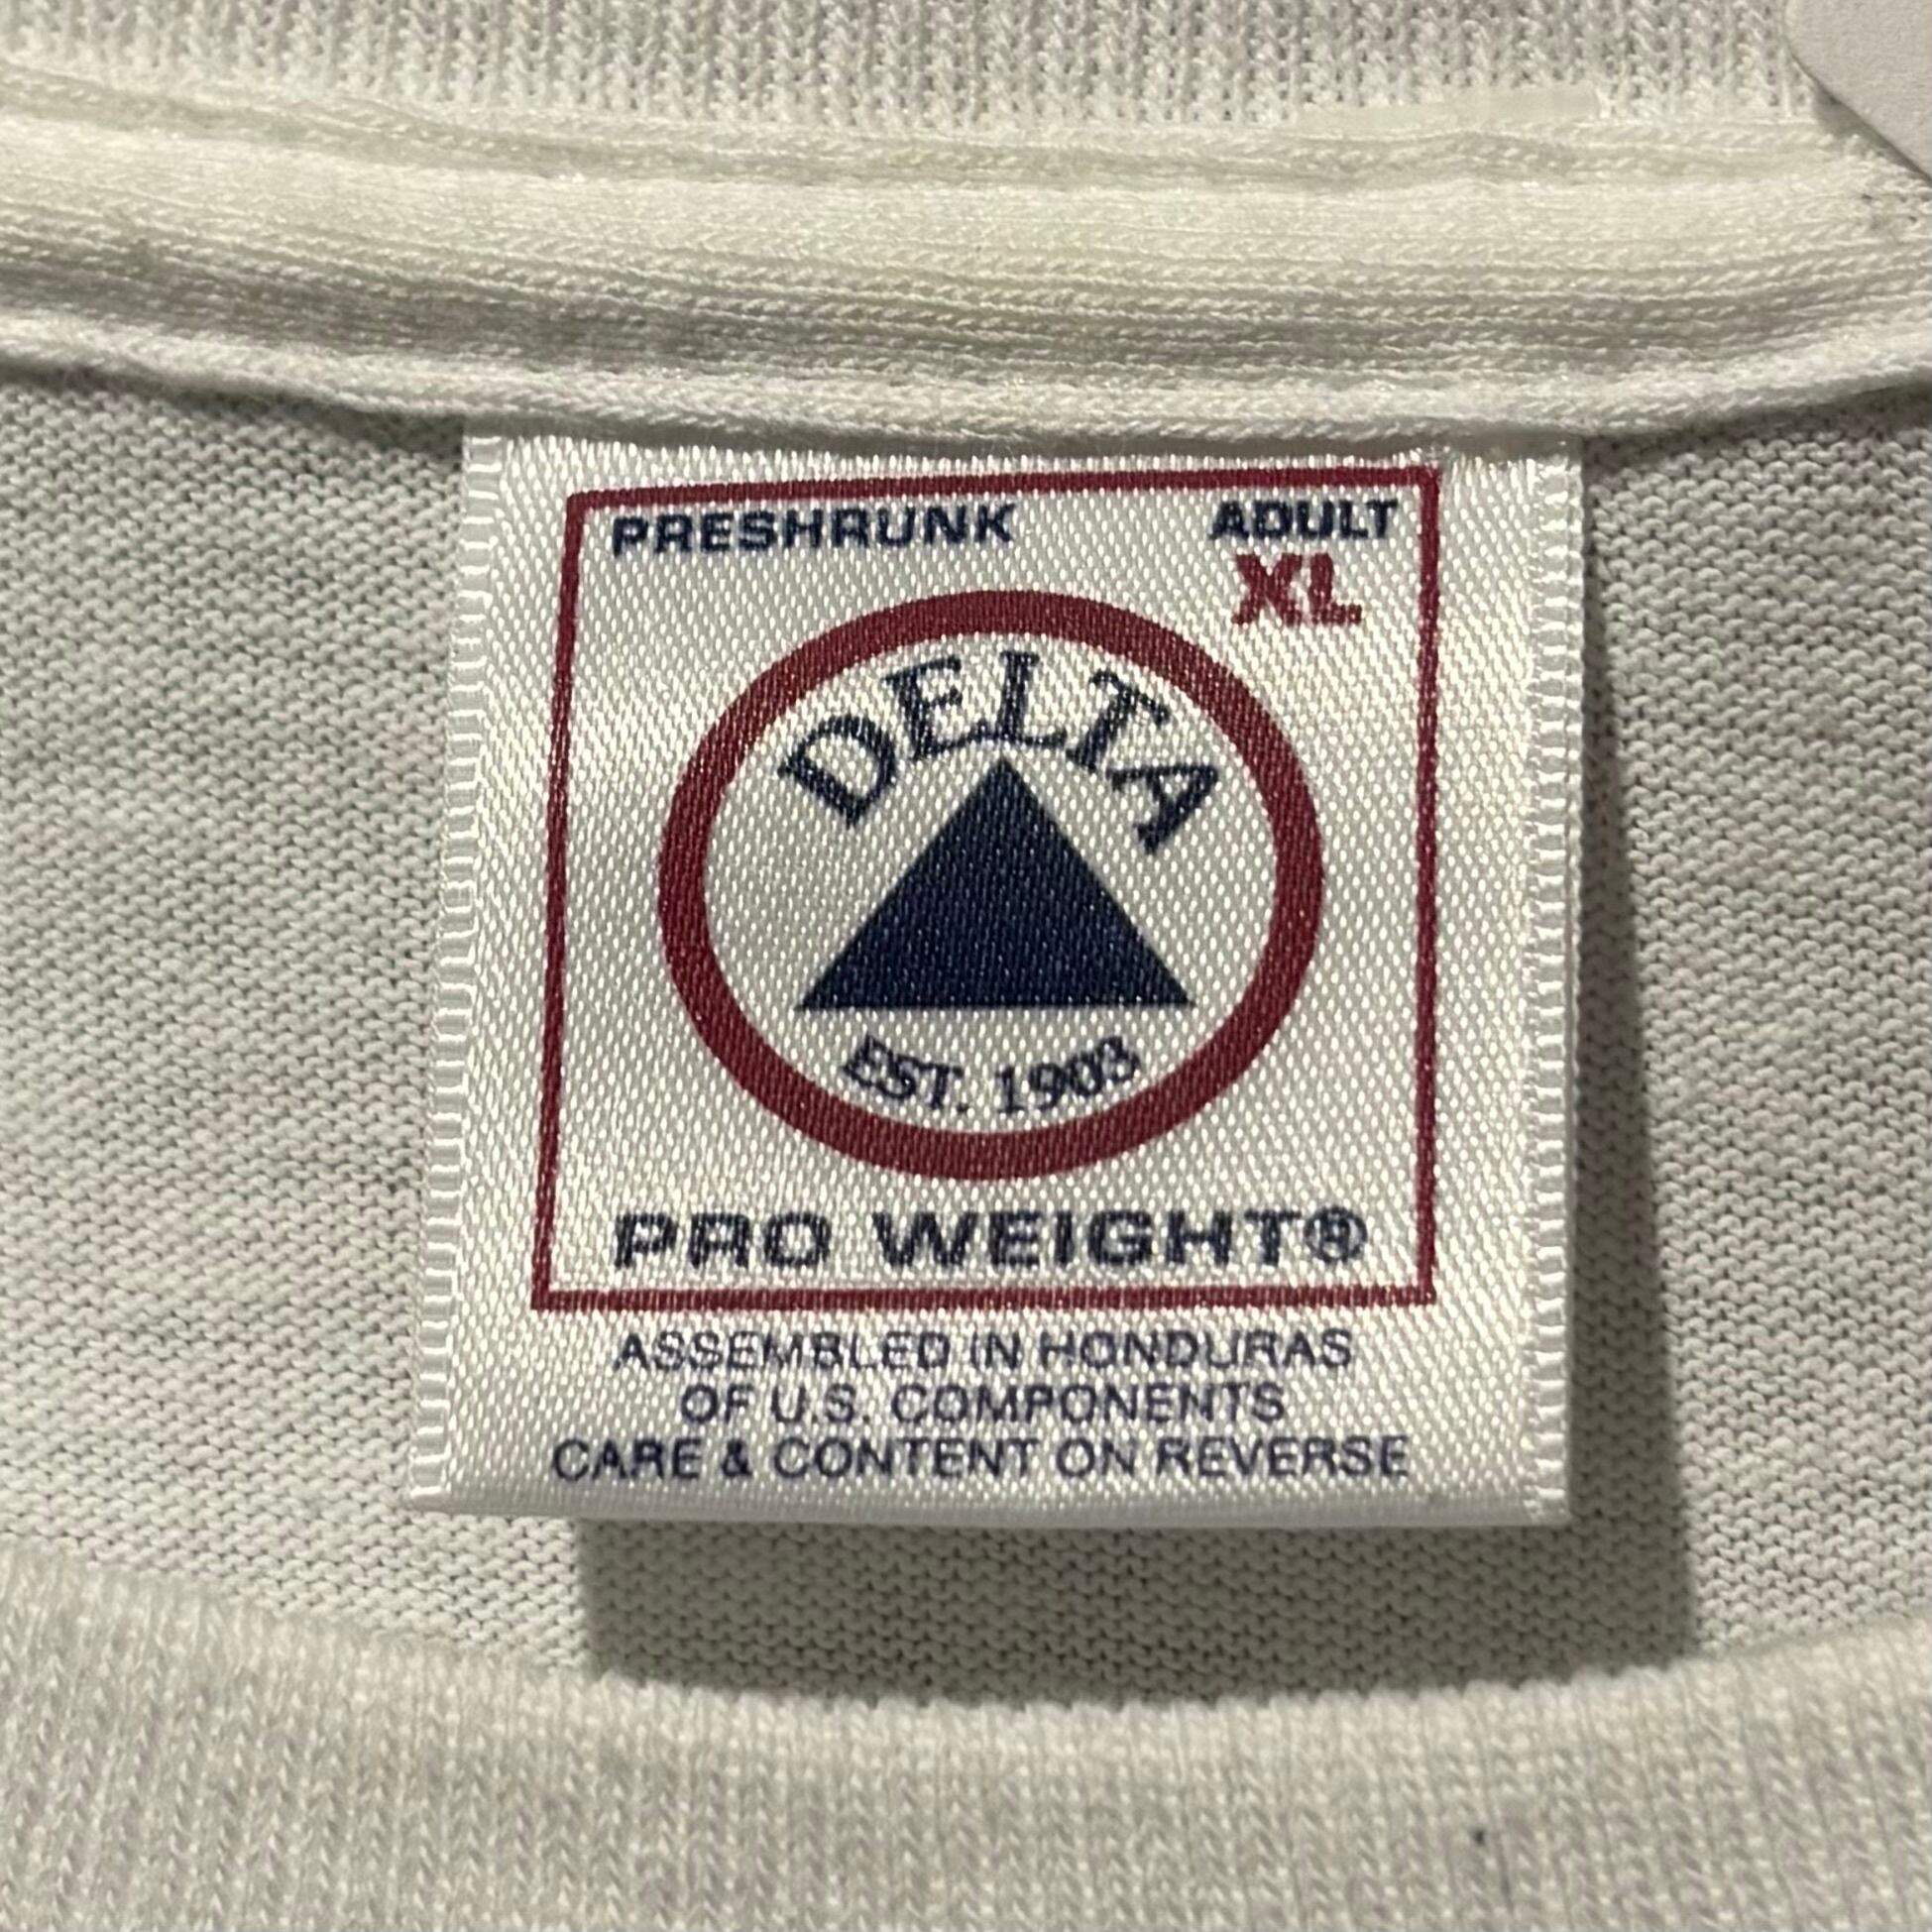 PRESHRUNK ADULT
XL
DELTA
EST. 1903
PRO WEIGHT®
ASSEMBLED IN HONDURAS
OF U.S. COMPONENTS
CARE & CONTENT ON REVERSE